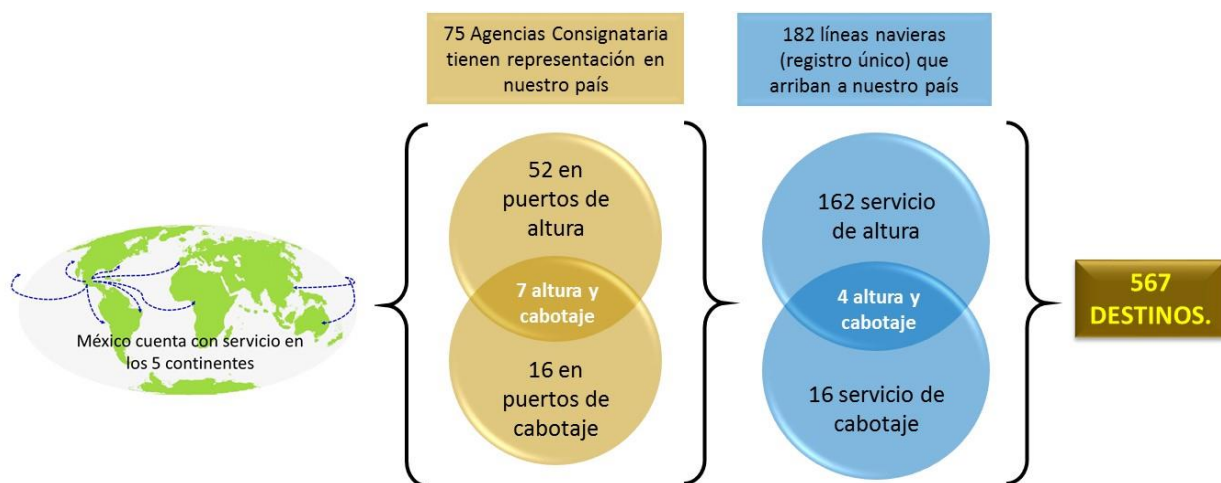 75 Agencias Consignataria
tienen representación en
nuestro país
182 líneas navieras
(registro único) que
arriban a nuestro país
México cuenta con servicio en
los 5 continentes
52 en
puertos de
altura
7 altura y
cabotaje
16 en
puertos de
cabotaje
162 servicio
de altura
4 altura y
cabotaje
16 servicio de
cabotaje
567
DESTINOS.